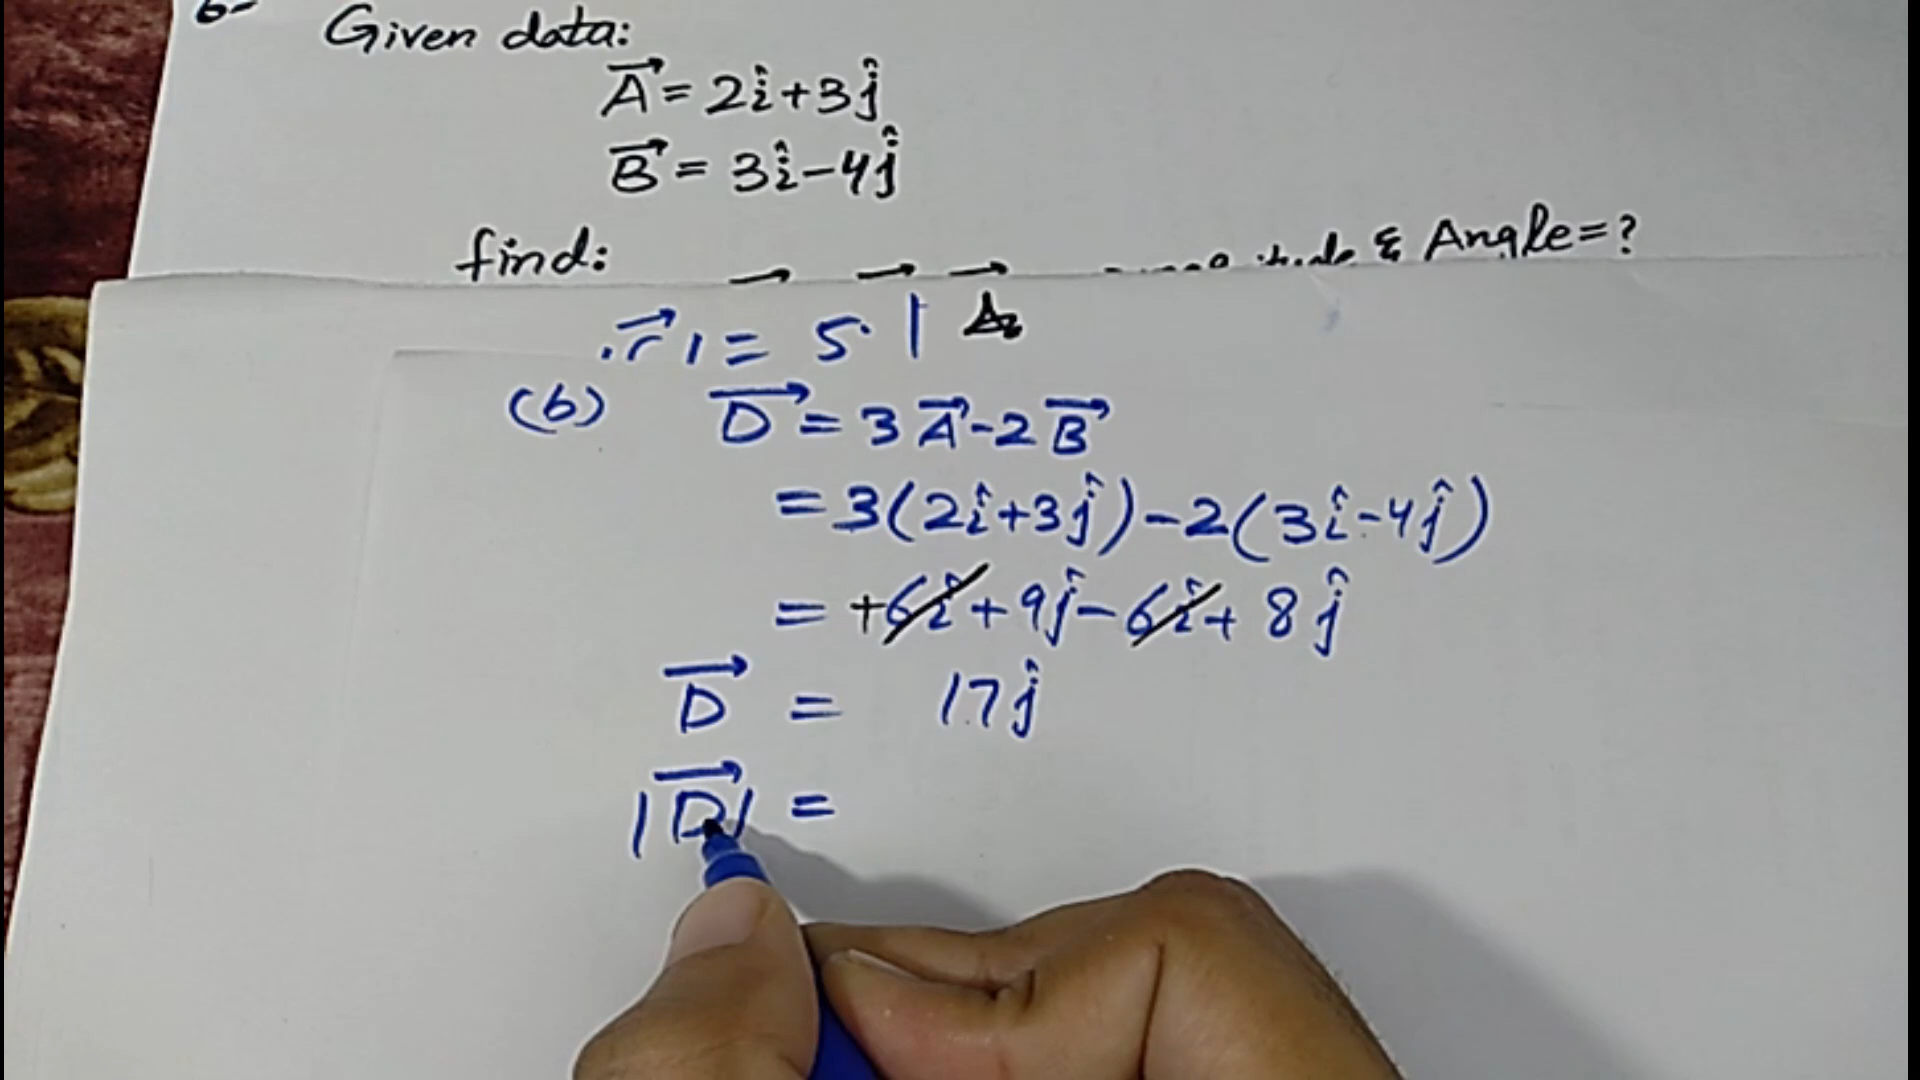 Given data:
A⃗ = 2î+3ĵ
B⃗ = 3î-4ĵ
find: & Angle=?
= 5.1
(b) D⃗ = 3A⃗-2B⃗
= 3(2î+3ĵ)-2(3î-4ĵ)
= +6î+9ĵ-6î+8ĵ
D⃗ = 17ĵ
|D⃗| =